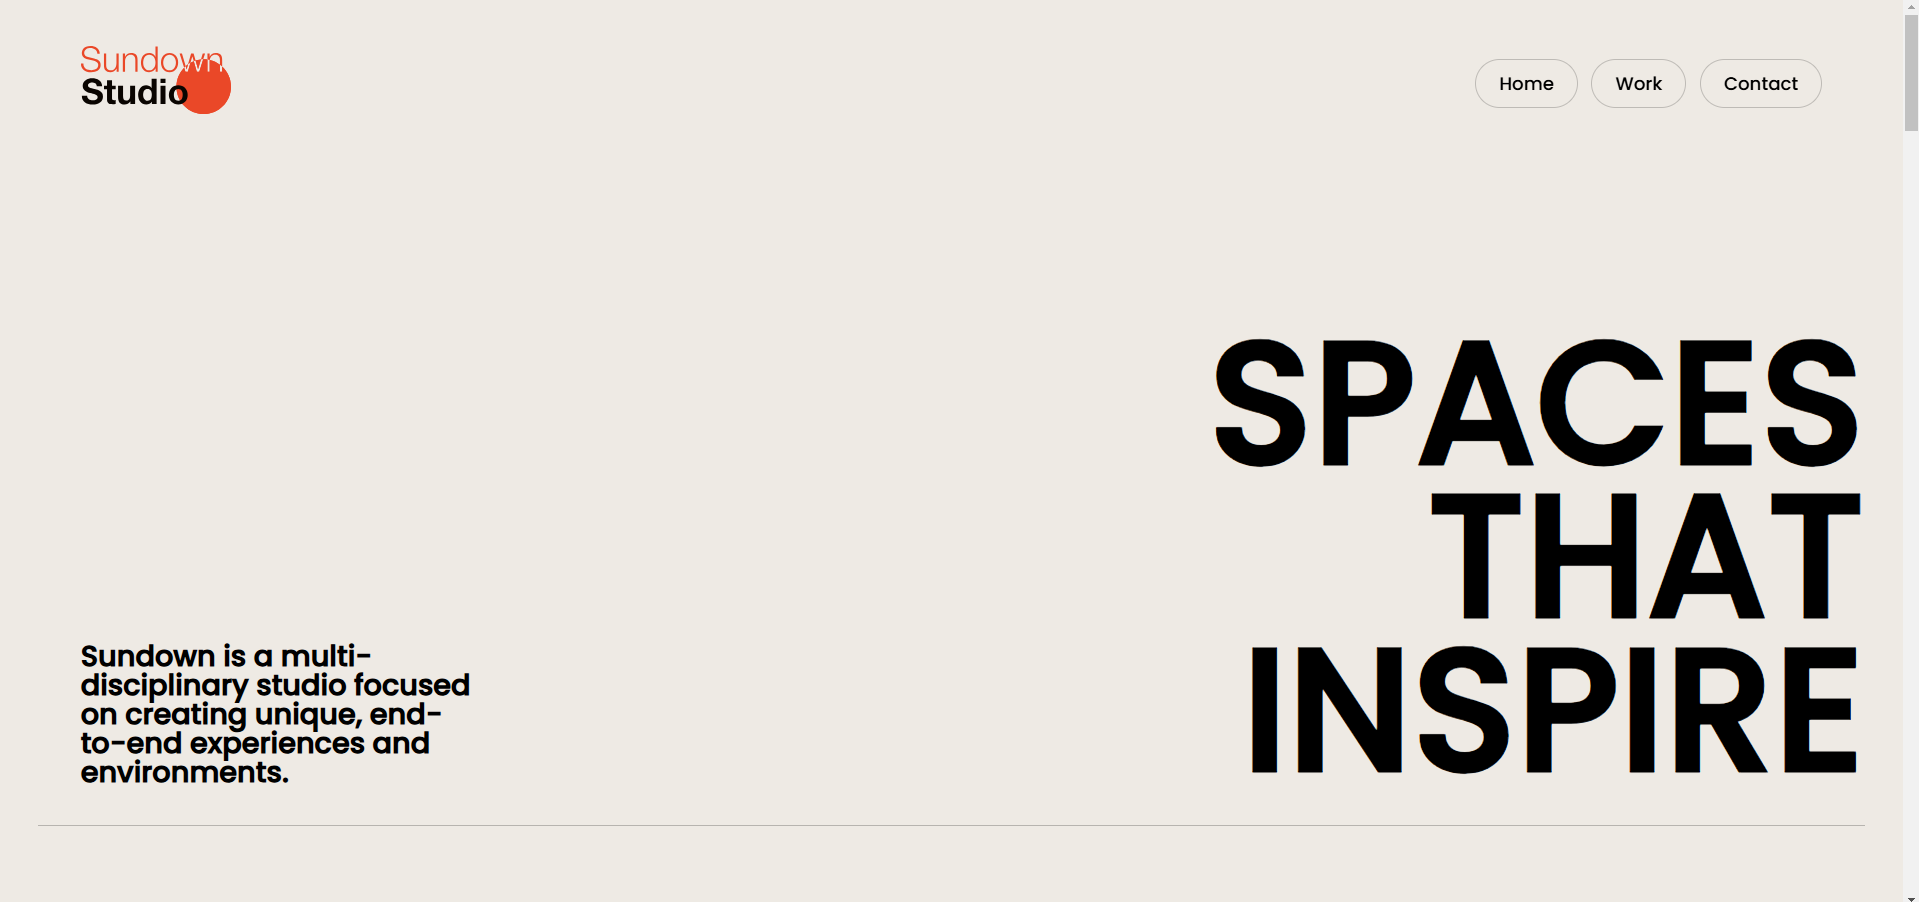 Sundown
Studio
Home
Work
Contact
SPACES
THAT
INSPIRE
Sundown is a multi-
disciplinary studio focused
on creating unique, end-
to-end experiences and
environments.